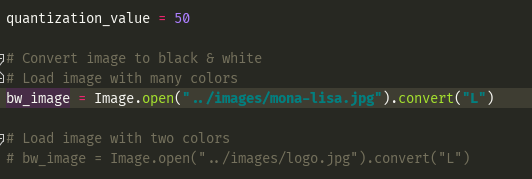 quantization_value = 50
# Convert image to black & white
# Load image with many colors
bw_image = Image.open("../images/mona-lisa.jpg").convert("L")
# Load image with two colors
# bw_image = Image.open("../images/logo.jpg").convert("L")